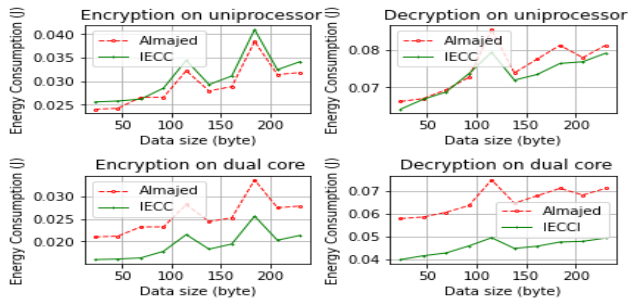 Encryption on uniprocessor
Energy Consumption (J)
0.040
0.035
0.030
0.025
Almajed
IECC
50
100
150
200
Data size (byte)
Decryption on uniprocessor
Energy Consumption (J)
0.08
0.07
Almajed
IECC
50
100
150
200
Data size (byte)
Encryption on dual core
Energy Consumption (J)
0.030
0.025
0.020
Almajed
IECC
50
100
150
200
Data size (byte)
Decryption on dual core
Energy Consumption (J)
0.07
0.06
0.05
0.04
Almajed
IECCI
50
100
150
200
Data size (byte)